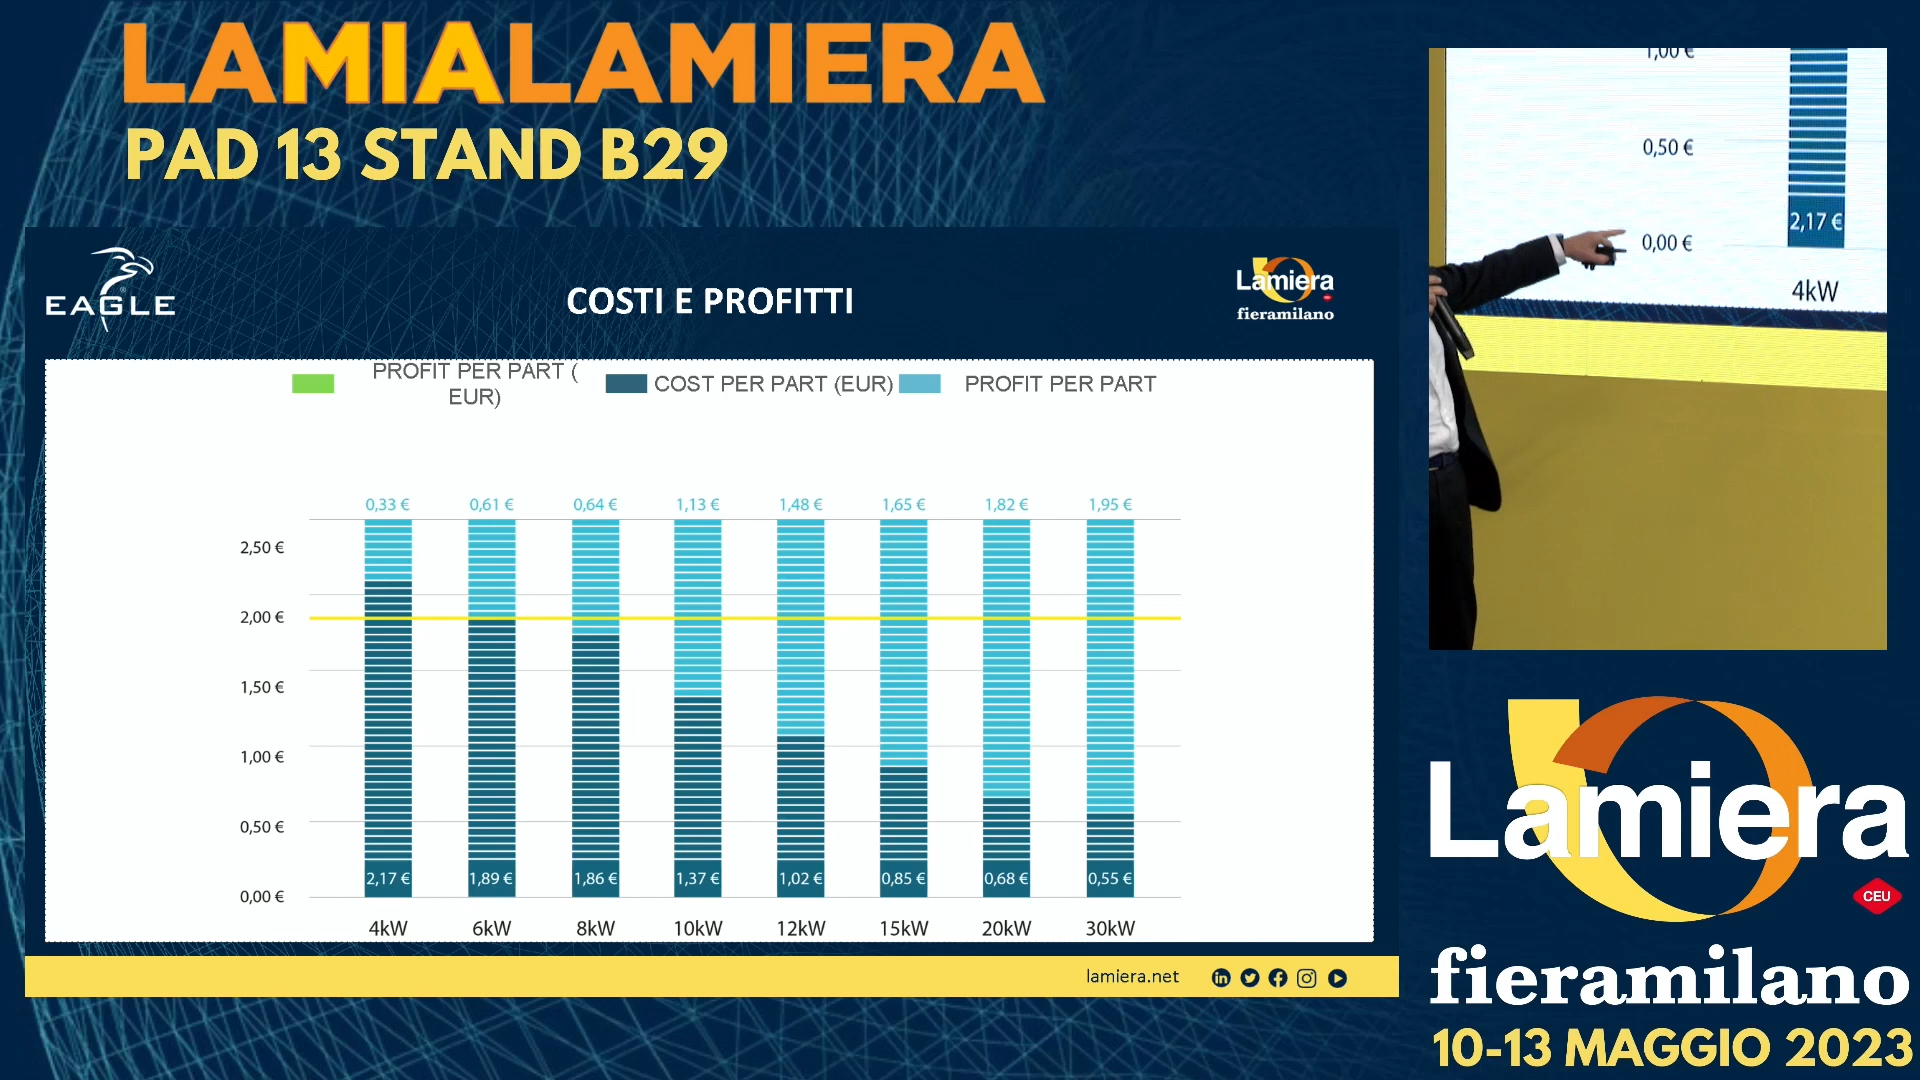 LAMIALAMIERA
PAD 13 STAND B29
EAGLE
COSTI E PROFITTI
Lamiera
fieramilano
PROFIT PER PART (
EUR)
COST PER PART (EUR)
PROFIT PER PART
0,33 €
0,61 €
0,64 €
1,13 €
1,48 €
1,65 €
1,82 €
1,95 €
2,50 €
2,00 €
1,50 €
1,00 €
0,50 €
0,00 €
2,17 €
1,89 €
1,86 €
1,37 €
1,02 €
0,85 €
0,68 €
0,55 €
4kW
6kW
8kW
10kW
12kW
15kW
20kW
30kW
lamiera.net
1,00 €
0,50 €
0,00 €
2,17 €
4kW
Lamiera
CEU
fieramilano
10-13 MAGGIO 2023